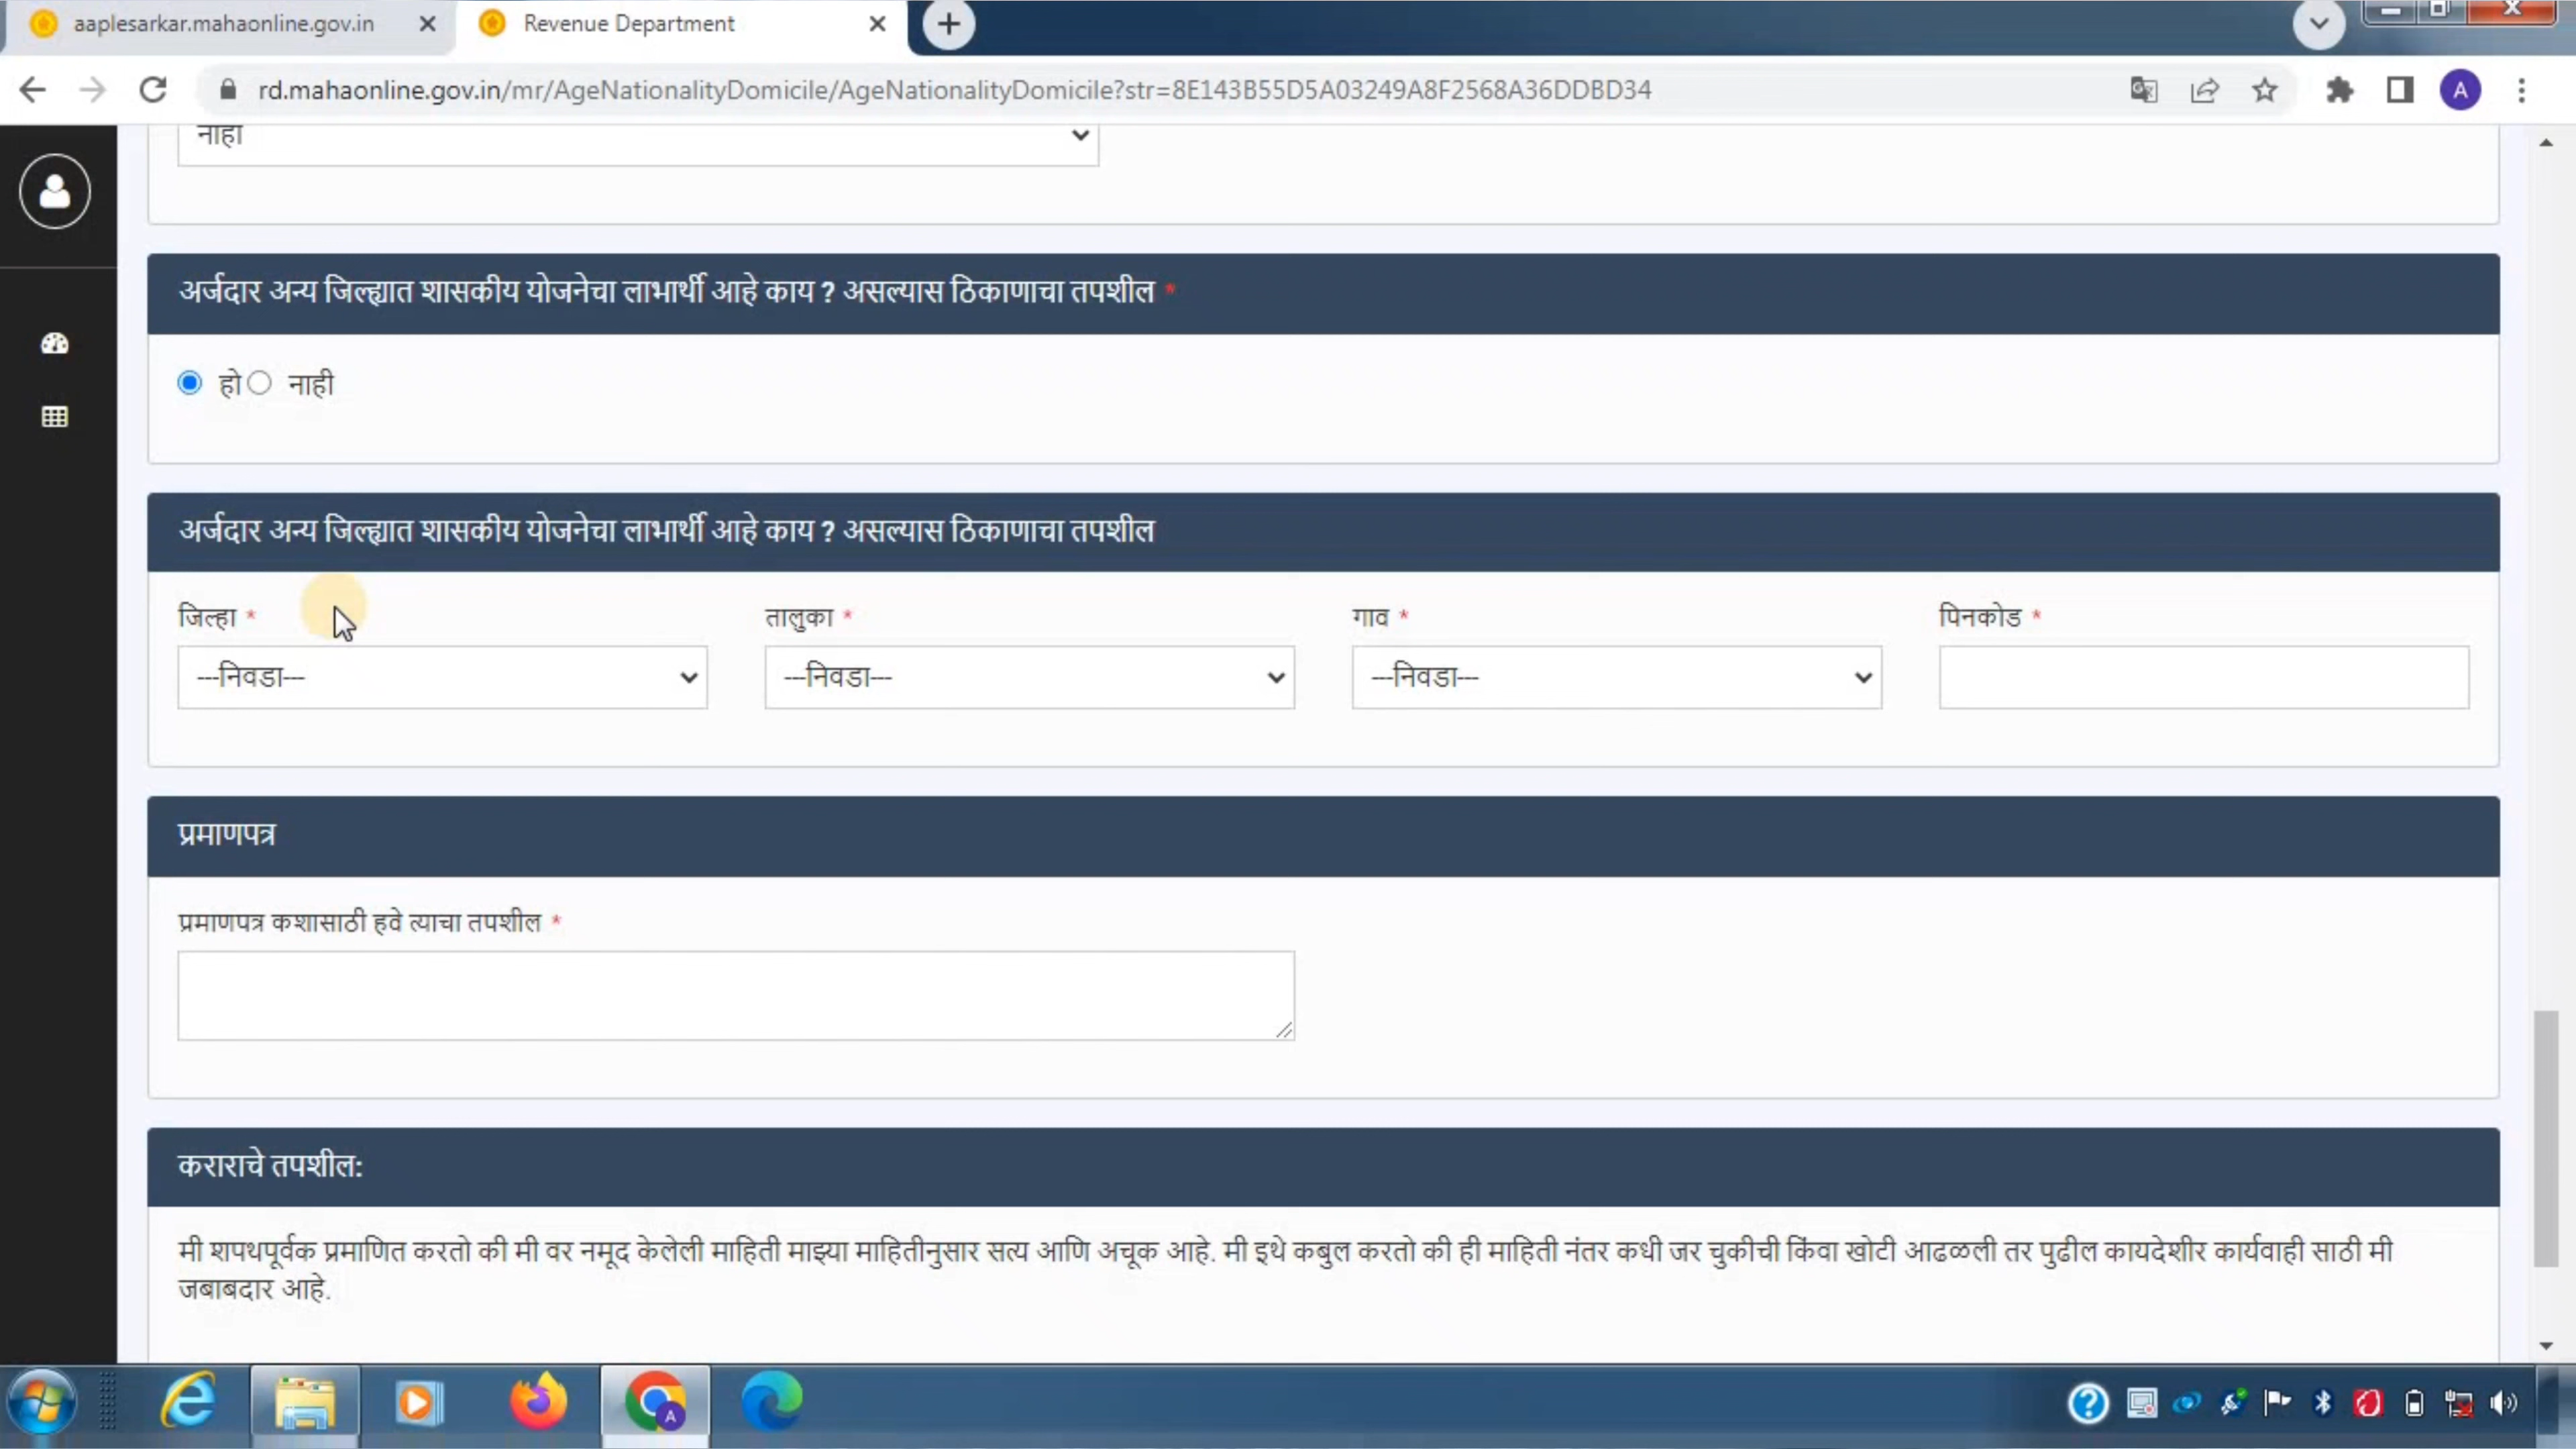 aaplesarkar.mahaonline.gov.in
Revenue Department
rd.mahaonline.gov.in/mr/AgeNationalityDomicile/AgeNationalityDomicile?str=8E143B55D5A03249A8F2568A36DDBD34
A
नाही
अर्जदार अन्य जिल्ह्यात शासकीय योजनेचा लाभार्थी आहे काय ? असल्यास ठिकाणाचा तपशील *
हो नाही
अर्जदार अन्य जिल्ह्यात शासकीय योजनेचा लाभार्थी आहे काय ? असल्यास ठिकाणाचा तपशील
जिल्हा * तालुका * गाव * पिनकोड *
---निवडा--- ---निवडा--- ---निवडा---
प्रमाणपत्र
प्रमाणपत्र कशासाठी हवे त्याचा तपशील *
कराराचे तपशील:
मी शपथपूर्वक प्रमाणित करतो की मी वर नमूद केलेली माहिती माझ्या माहितीनुसार सत्य आणि अचूक आहे. मी इथे कबुल करतो की ही माहिती नंतर कधी जर चुकीची किंवा खोटी आढळली तर पुढील कायदेशीर कार्यवाही साठी मी
जबाबदार आहे.
A